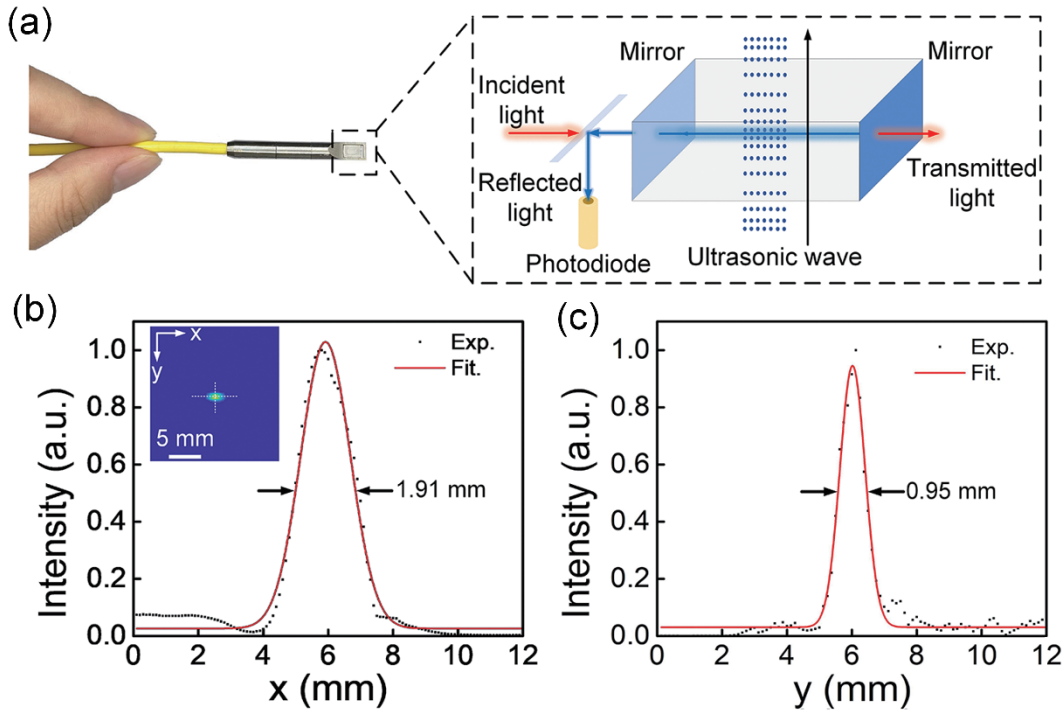 (a)
Mirror
Mirror
Incident
light
Reflected
light
Transmitted
light
Photodiode
Ultrasonic wave
(b)
x
y
5 mm
Exp.
Fit.
1.91 mm
1.0
0.8
0.6
0.4
0.2
0.0
0 2 4 6 8 10 12
Intensity (a.u.)
x (mm)
(c)
Exp.
Fit.
0.95 mm
1.0
0.8
0.6
0.4
0.2
0.0
0 2 4 6 8 10 12
Intensity (a.u.)
y (mm)